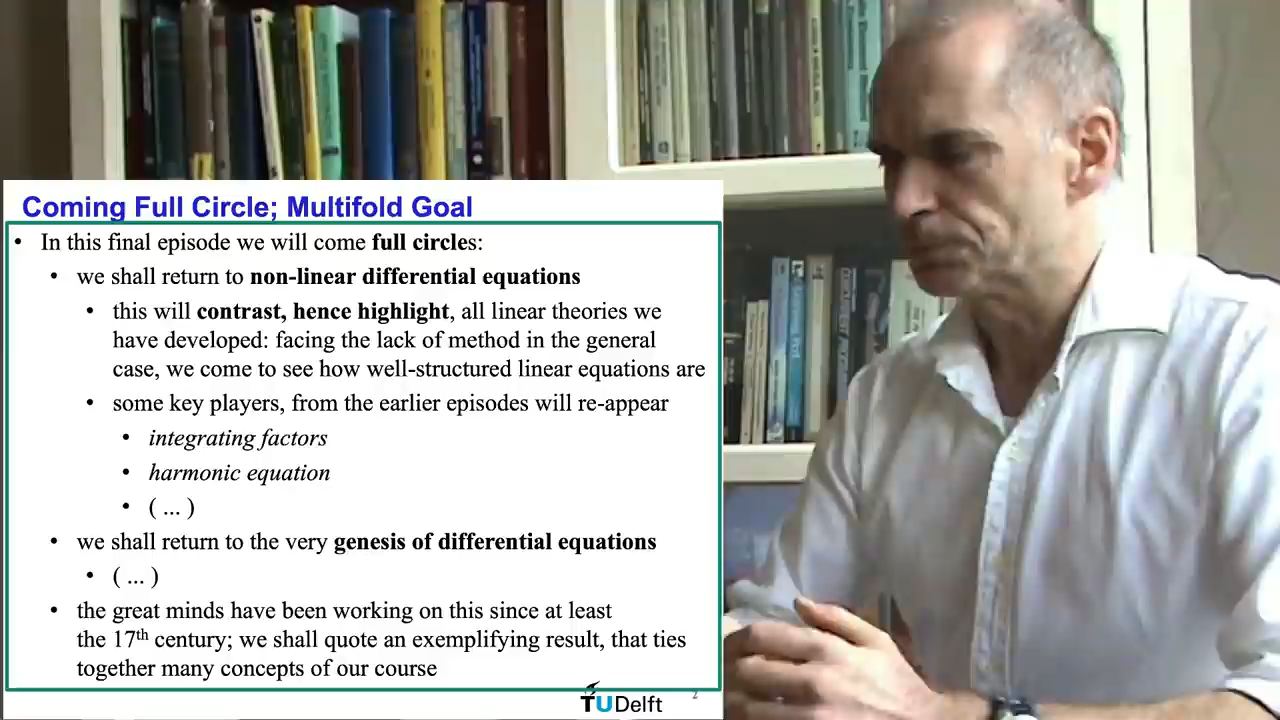 Coming Full Circle; Multifold Goal
• In this final episode we will come full circles:
• we shall return to non-linear differential equations
• this will contrast, hence highlight, all linear theories we
have developed: facing the lack of method in the general
case, we come to see how well-structured linear equations are
• some key players, from the earlier episodes will re-appear
• integrating factors
• harmonic equation
• ( ... )
• we shall return to the very genesis of differential equations
• ( ... )
• the great minds have been working on this since at least
the 17th century; we shall quote an exemplifying result, that ties
together many concepts of our course
TUDelft
2